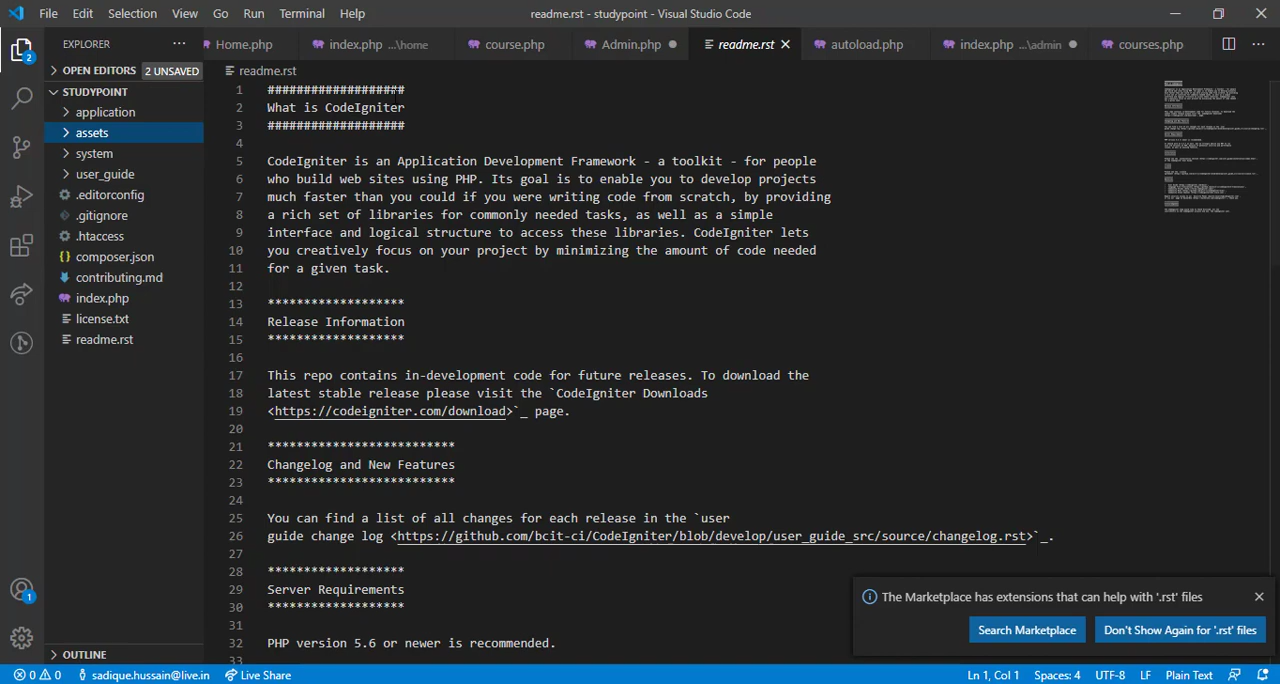 File Edit Selection View Go Run Terminal Help
readme.rst - studypoint - Visual Studio Code
EXPLORER
Home.php index.php ...\home course.php Admin.php readme.rst autoload.php index.php ...\admin courses.php
OPEN EDITORS 2 UNSAVED
STUDYPOINT
application
assets
system
user_guide
.editorconfig
.gitignore
.htaccess
composer.json
contributing.md
index.php
license.txt
readme.rst
OUTLINE
2
1
readme.rst
1 ###################
2 What is CodeIgniter
3 ###################
4
5 CodeIgniter is an Application Development Framework - a toolkit - for people
6 who build web sites using PHP. Its goal is to enable you to develop projects
7 much faster than you could if you were writing code from scratch, by providing
8 a rich set of libraries for commonly needed tasks, as well as a simple
9 interface and logical structure to access these libraries. CodeIgniter lets
10 you creatively focus on your project by minimizing the amount of code needed
11 for a given task.
12
13 *******************
14 Release Information
15 *******************
16
17 This repo contains in-development code for future releases. To download the
18 latest stable release please visit the `CodeIgniter Downloads
19 <https://codeigniter.com/download>`_ page.
20
21 **************************
22 Changelog and New Features
23 **************************
24
25 You can find a list of all changes for each release in the `user
26 guide change log <https://github.com/bcit-ci/CodeIgniter/blob/develop/user_guide_src/source/changelog.rst>`_.
27
28 *******************
29 Server Requirements
30 *******************
31
32 PHP version 5.6 or newer is recommended.
33
The Marketplace has extensions that can help with '.rst' files
Search Marketplace Don't Show Again for '.rst' files
0 0 sadique.hussain@live.in Live Share Ln 1, Col 1 Spaces: 4 UTF-8 LF Plain Text